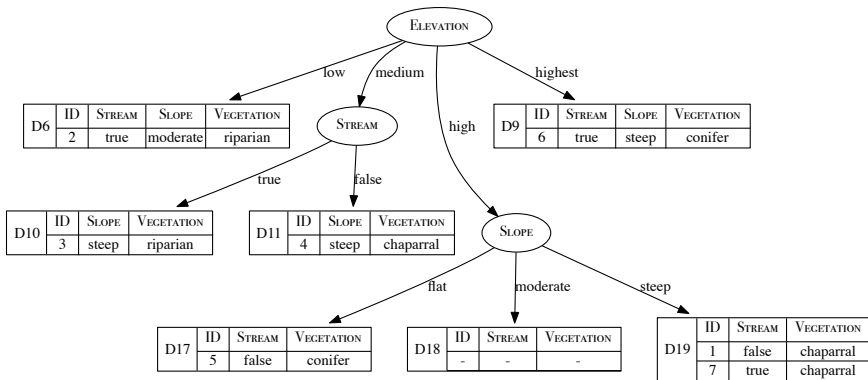 ELEVATION
low
medium
high
highest
D6
ID STREAM SLOPE VEGETATION
2 true moderate riparian
STREAM
D9
ID STREAM SLOPE VEGETATION
6 true steep conifer
true
false
D10
ID SLOPE VEGETATION
3 steep riparian
D11
ID SLOPE VEGETATION
4 steep chaparral
SLOPE
flat
moderate
steep
D17
ID STREAM VEGETATION
5 false conifer
D18
ID STREAM VEGETATION
- - -
D19
ID STREAM VEGETATION
1 false chaparral
7 true chaparral